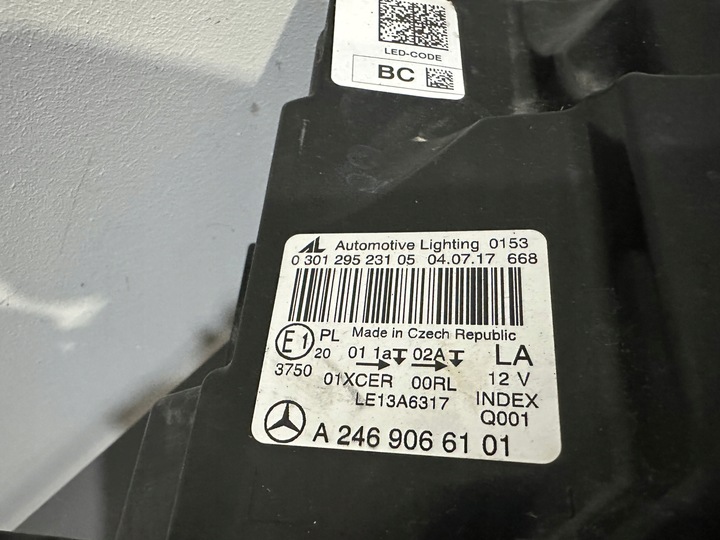 LED-CODE
BC
AL Automotive Lighting 0153
0 301 295 231 05 04.07.17 668
E1 PL Made in Czech Republic
20 01 1a 02A LA
3750 01XCER 00RL 12 V
LE13A6317 INDEX
Q001
A 246 906 61 01